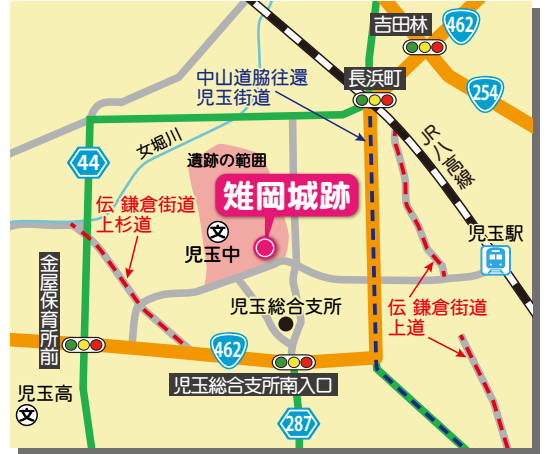 吉田林
462
254
長浜町
中山道脇往還
児玉街道
JR八高線
女堀川
44
遺跡の範囲
雉岡城跡
伝 鎌倉街道
上杉道
文
児玉中
児玉駅
金屋保育所前
児玉総合支所
伝 鎌倉街道
上道
462
児玉総合支所南入口
児玉高
文
287